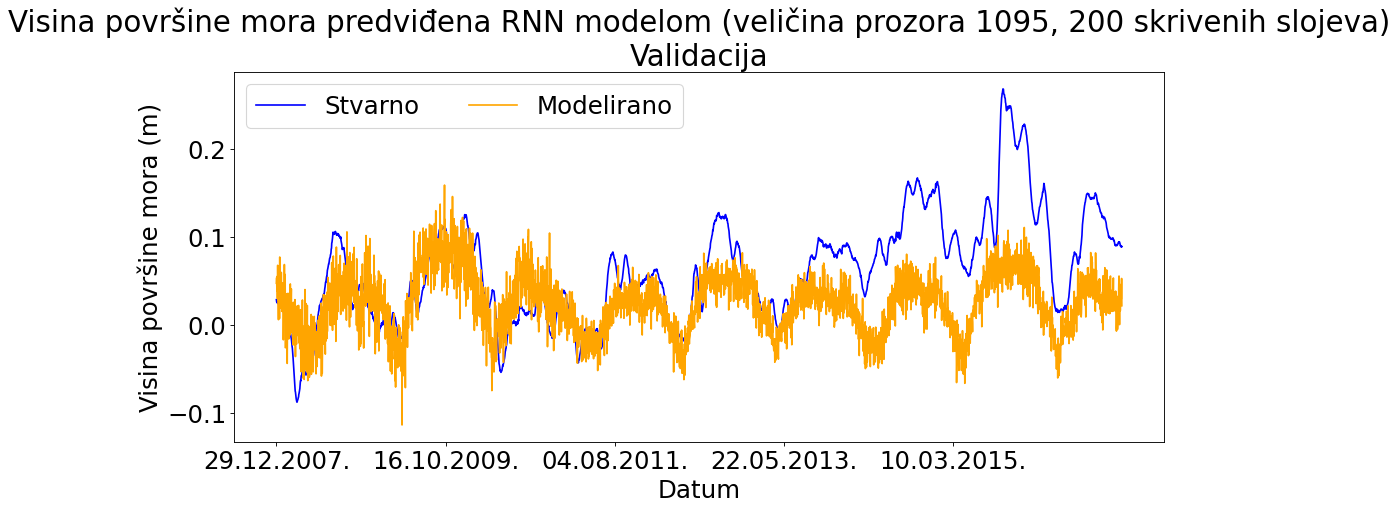 Visina površine mora predviđena RNN modelom (veličina prozora 1095, 200 skrivenih slojeva)
Validacija
Stvarno
Modelirano
Visina površine mora (m)
0.2
0.1
0.0
−0.1
29.12.2007.
16.10.2009.
04.08.2011.
22.05.2013.
10.03.2015.
Datum